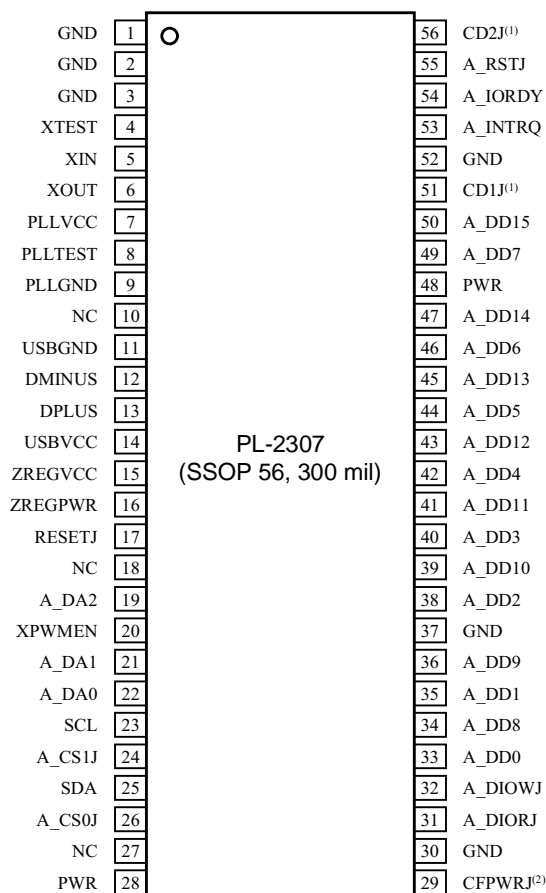 GND 1 56 CD2J(1)
GND 2 55 A_RSTJ
GND 3 54 A_IORDY
XTEST 4 53 A_INTRQ
XIN 5 52 GND
XOUT 6 51 CD1J(1)
PLLVCC 7 50 A_DD15
PLLTEST 8 49 A_DD7
PLLGND 9 48 PWR
NC 10 47 A_DD14
USBGND 11 46 A_DD6
DMINUS 12 45 A_DD13
DPLUS 13 44 A_DD5
USBVCC 14 PL-2307 43 A_DD12
ZREGVCC 15 (SSOP 56, 300 mil) 42 A_DD4
ZREGPWR 16 41 A_DD11
RESETJ 17 40 A_DD3
NC 18 39 A_DD10
A_DA2 19 38 A_DD2
XPWMEN 20 37 GND
A_DA1 21 36 A_DD9
A_DA0 22 35 A_DD1
SCL 23 34 A_DD8
A_CS1J 24 33 A_DD0
SDA 25 32 A_DIOWJ
A_CS0J 26 31 A_DIORJ
NC 27 30 GND
PWR 28 29 CFPWRJ(2)